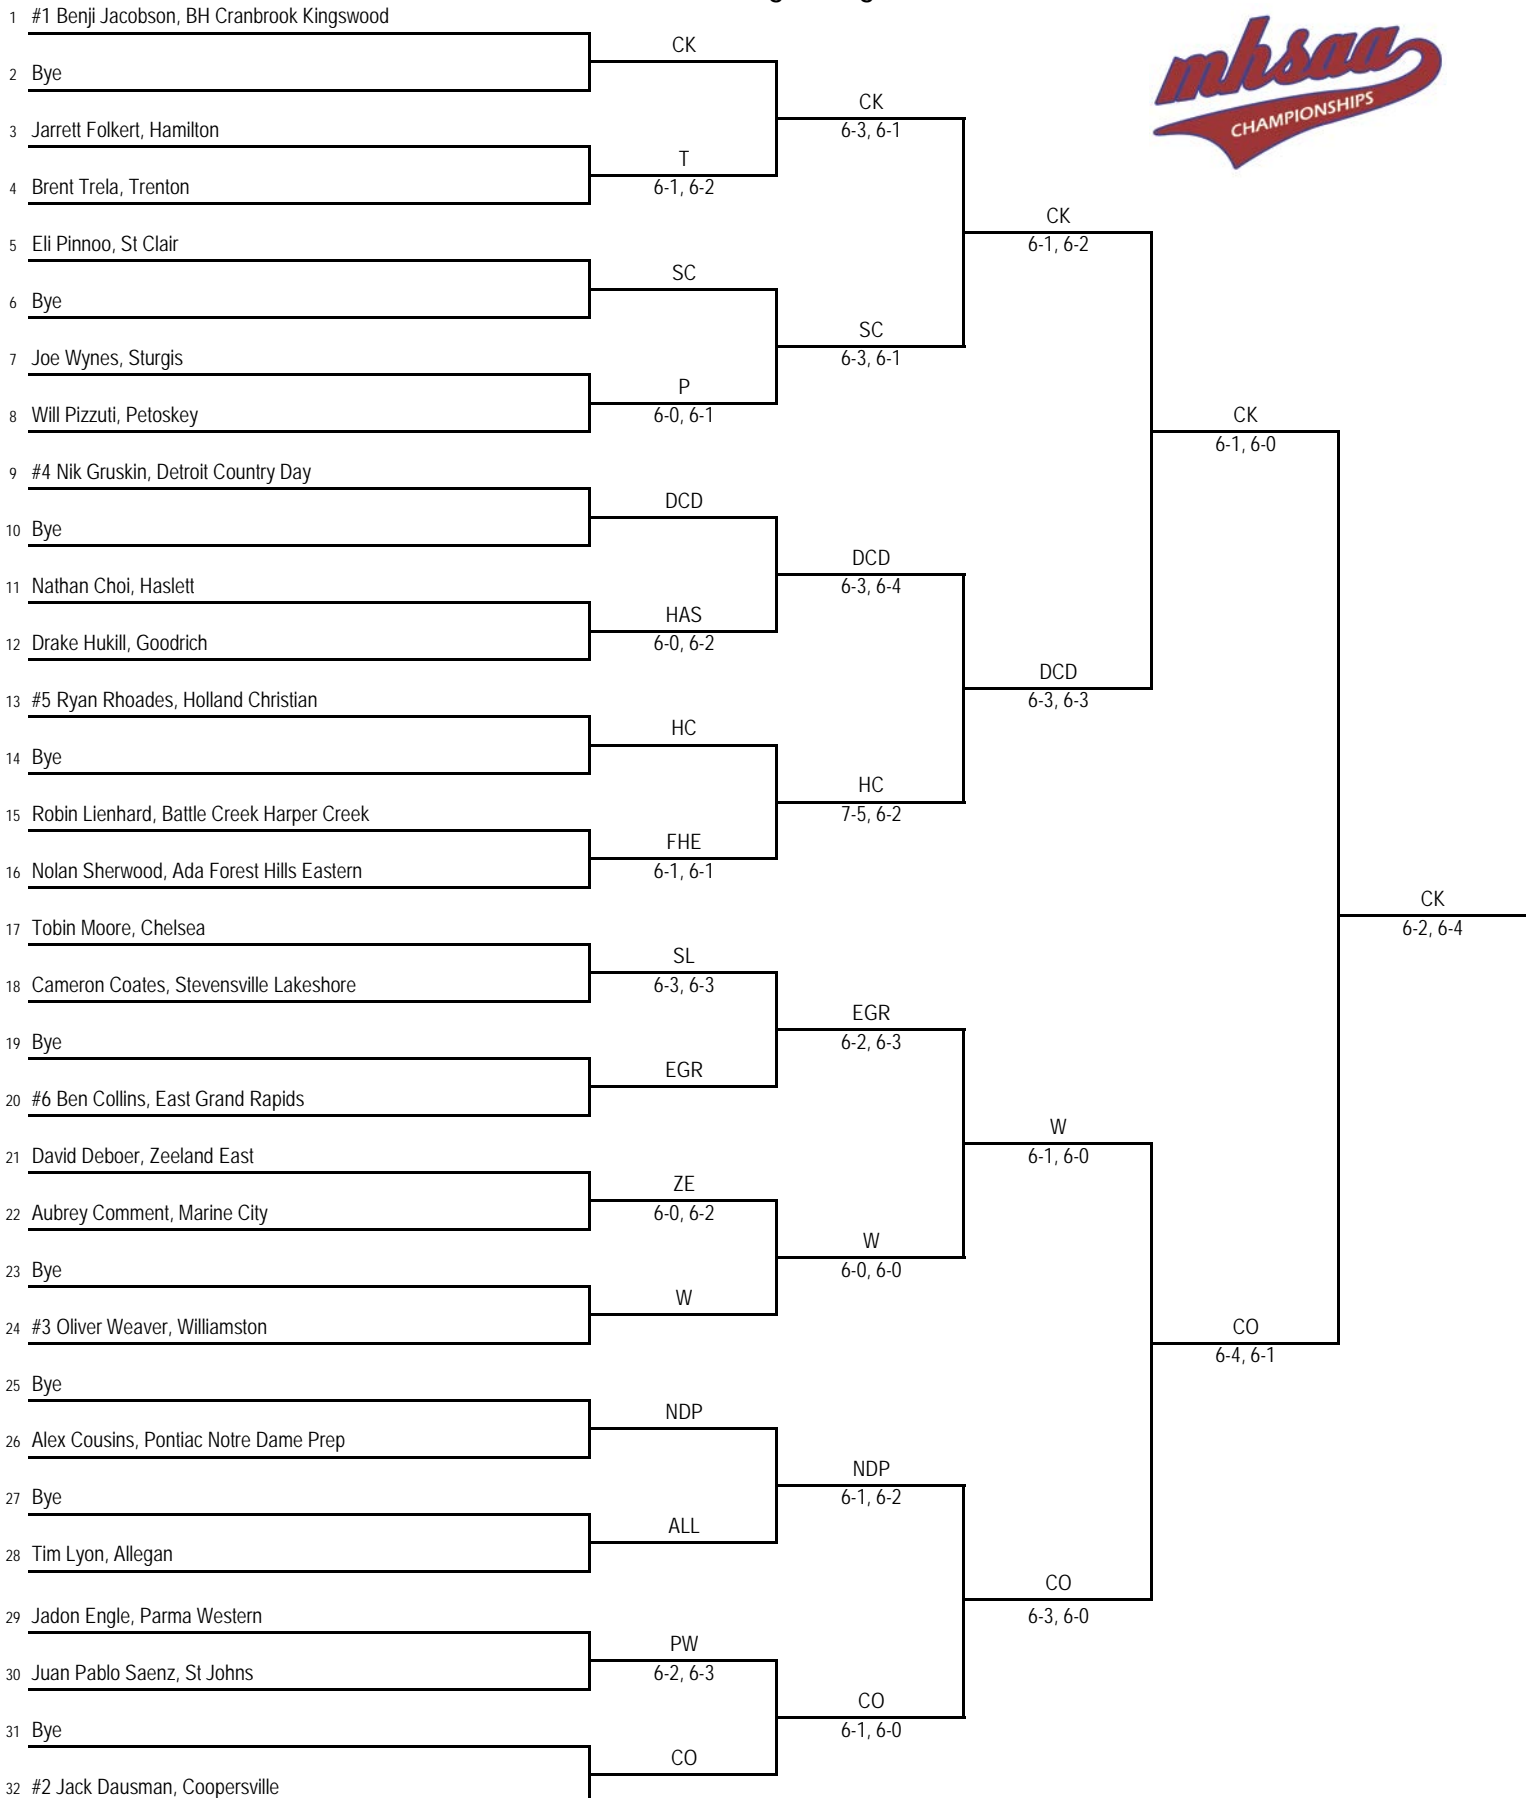 1 #1 Benji Jacobson, BH Cranbrook Kingswood
CK
2 Bye
CK
6-3, 6-1
3 Jarrett Folkert, Hamilton
T
6-1, 6-2
4 Brent Trela, Trenton
CK
6-1, 6-2
5 Eli Pinnoo, St Clair
SC
6 Bye
SC
6-3, 6-1
7 Joe Wynes, Sturgis
P
6-0, 6-1
8 Will Pizzuti, Petoskey
CK
6-1, 6-0
9 #4 Nik Gruskin, Detroit Country Day
DCD
10 Bye
DCD
6-3, 6-4
11 Nathan Choi, Haslett
HAS
6-0, 6-2
12 Drake Hukill, Goodrich
DCD
6-3, 6-3
13 #5 Ryan Rhoades, Holland Christian
HC
14 Bye
HC
7-5, 6-2
15 Robin Lienhard, Battle Creek Harper Creek
FHE
6-1, 6-1
16 Nolan Sherwood, Ada Forest Hills Eastern
CK
6-2, 6-4
17 Tobin Moore, Chelsea
SL
6-3, 6-3
18 Cameron Coates, Stevensville Lakeshore
EGR
6-2, 6-3
19 Bye
EGR
20 #6 Ben Collins, East Grand Rapids
W
6-1, 6-0
21 David Deboer, Zeeland East
ZE
6-0, 6-2
22 Aubrey Comment, Marine City
W
6-0, 6-0
23 Bye
W
24 #3 Oliver Weaver, Williamston
CO
6-4, 6-1
25 Bye
NDP
26 Alex Cousins, Pontiac Notre Dame Prep
NDP
6-1, 6-2
27 Bye
ALL
28 Tim Lyon, Allegan
CO
6-3, 6-0
29 Jadon Engle, Parma Western
PW
6-2, 6-3
30 Juan Pablo Saenz, St Johns
CO
6-1, 6-0
31 Bye
CO
32 #2 Jack Dausman, Coopersville
mhsaa
CHAMPIONSHIPS